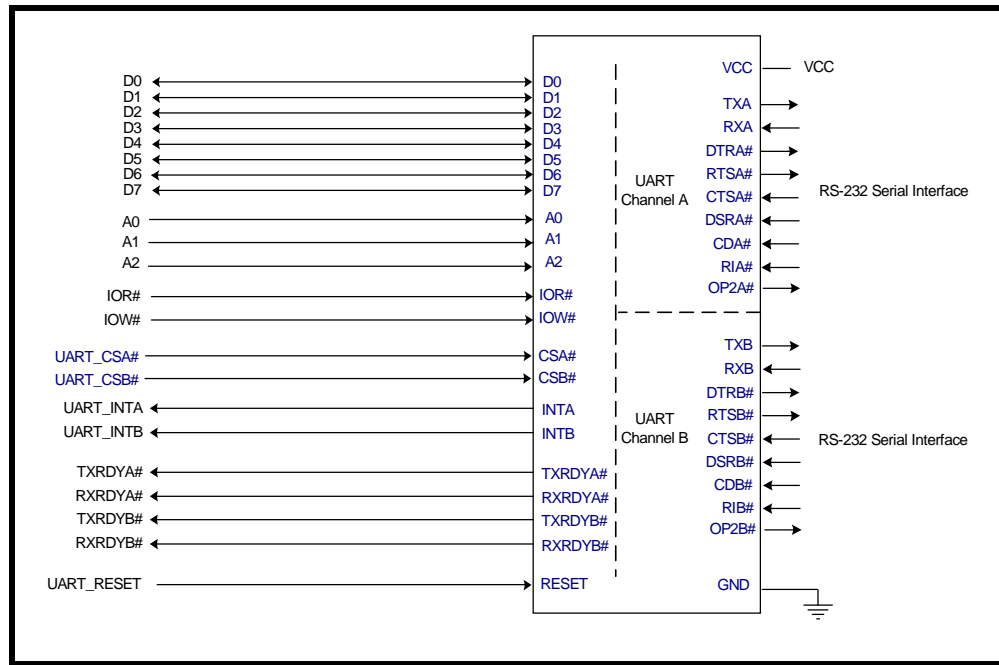 D0
D1
D2
D3
D4
D5
D6
D7
A0
A1
A2
IOR#
IOW#
UART_CSA#
UART_CSB#
UART_INTA
UART_INTB
TXRDYA#
RXRDYA#
TXRDYB#
RXRDYB#
UART_RESET
D0
D1
D2
D3
D4
D5
D6
D7
A0
A1
A2
IOR#
IOW#
CSA#
CSB#
INTA
INTB
TXRDYA#
RXRDYA#
TXRDYB#
RXRDYB#
RESET
UART
Channel A
UART
Channel B
VCC
TXA
RXA
DTRA#
RTSA#
CTSA#
DSRA#
CDA#
RIA#
OP2A#
TXB
RXB
DTRB#
RTSB#
CTSB#
DSRB#
CDB#
RIB#
OP2B#
GND
VCC
RS-232 Serial Interface
RS-232 Serial Interface